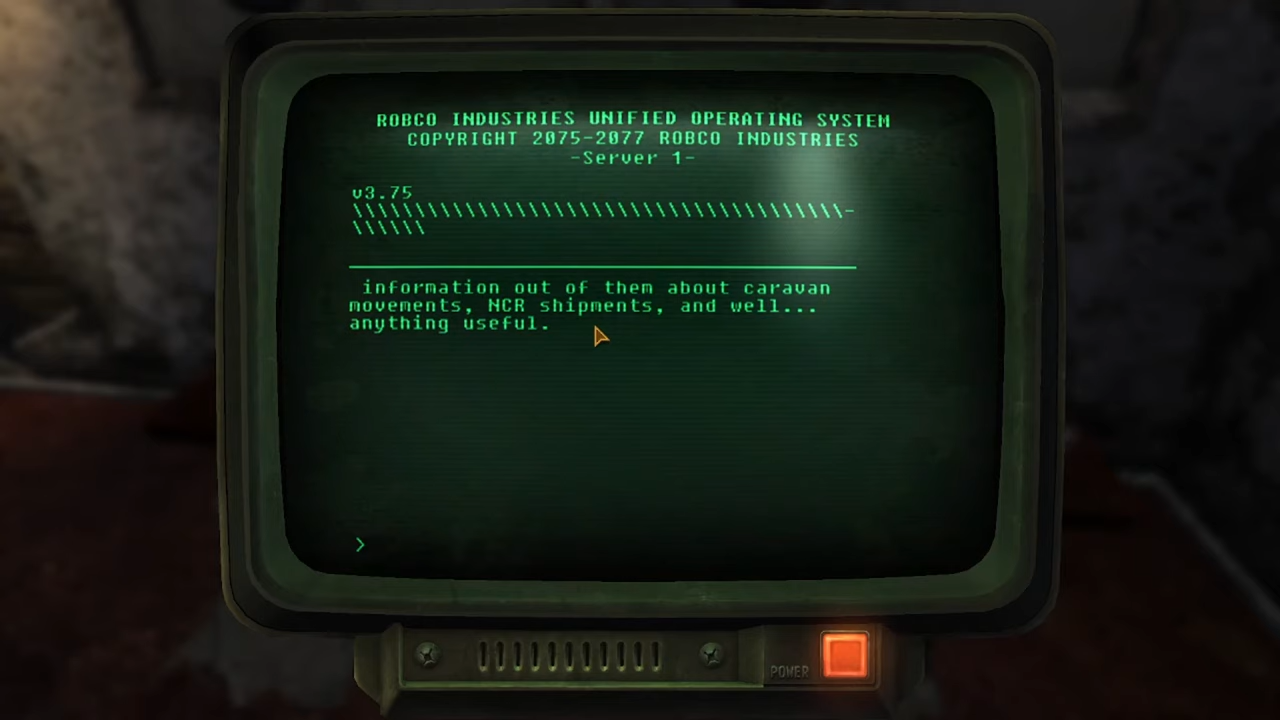 ROBCO INDUSTRIES UNIFIED OPERATING SYSTEM
COPYRIGHT 2075-2077 ROBCO INDUSTRIES
-Server 1-
v3.75
\\\\\\\\\\\\\\\\\\\\\\\\\\\\\\\\\\\\\\\-
\\\\\\
information out of them about caravan
movements, NCR shipments, and well...
anything useful.
>
POWER